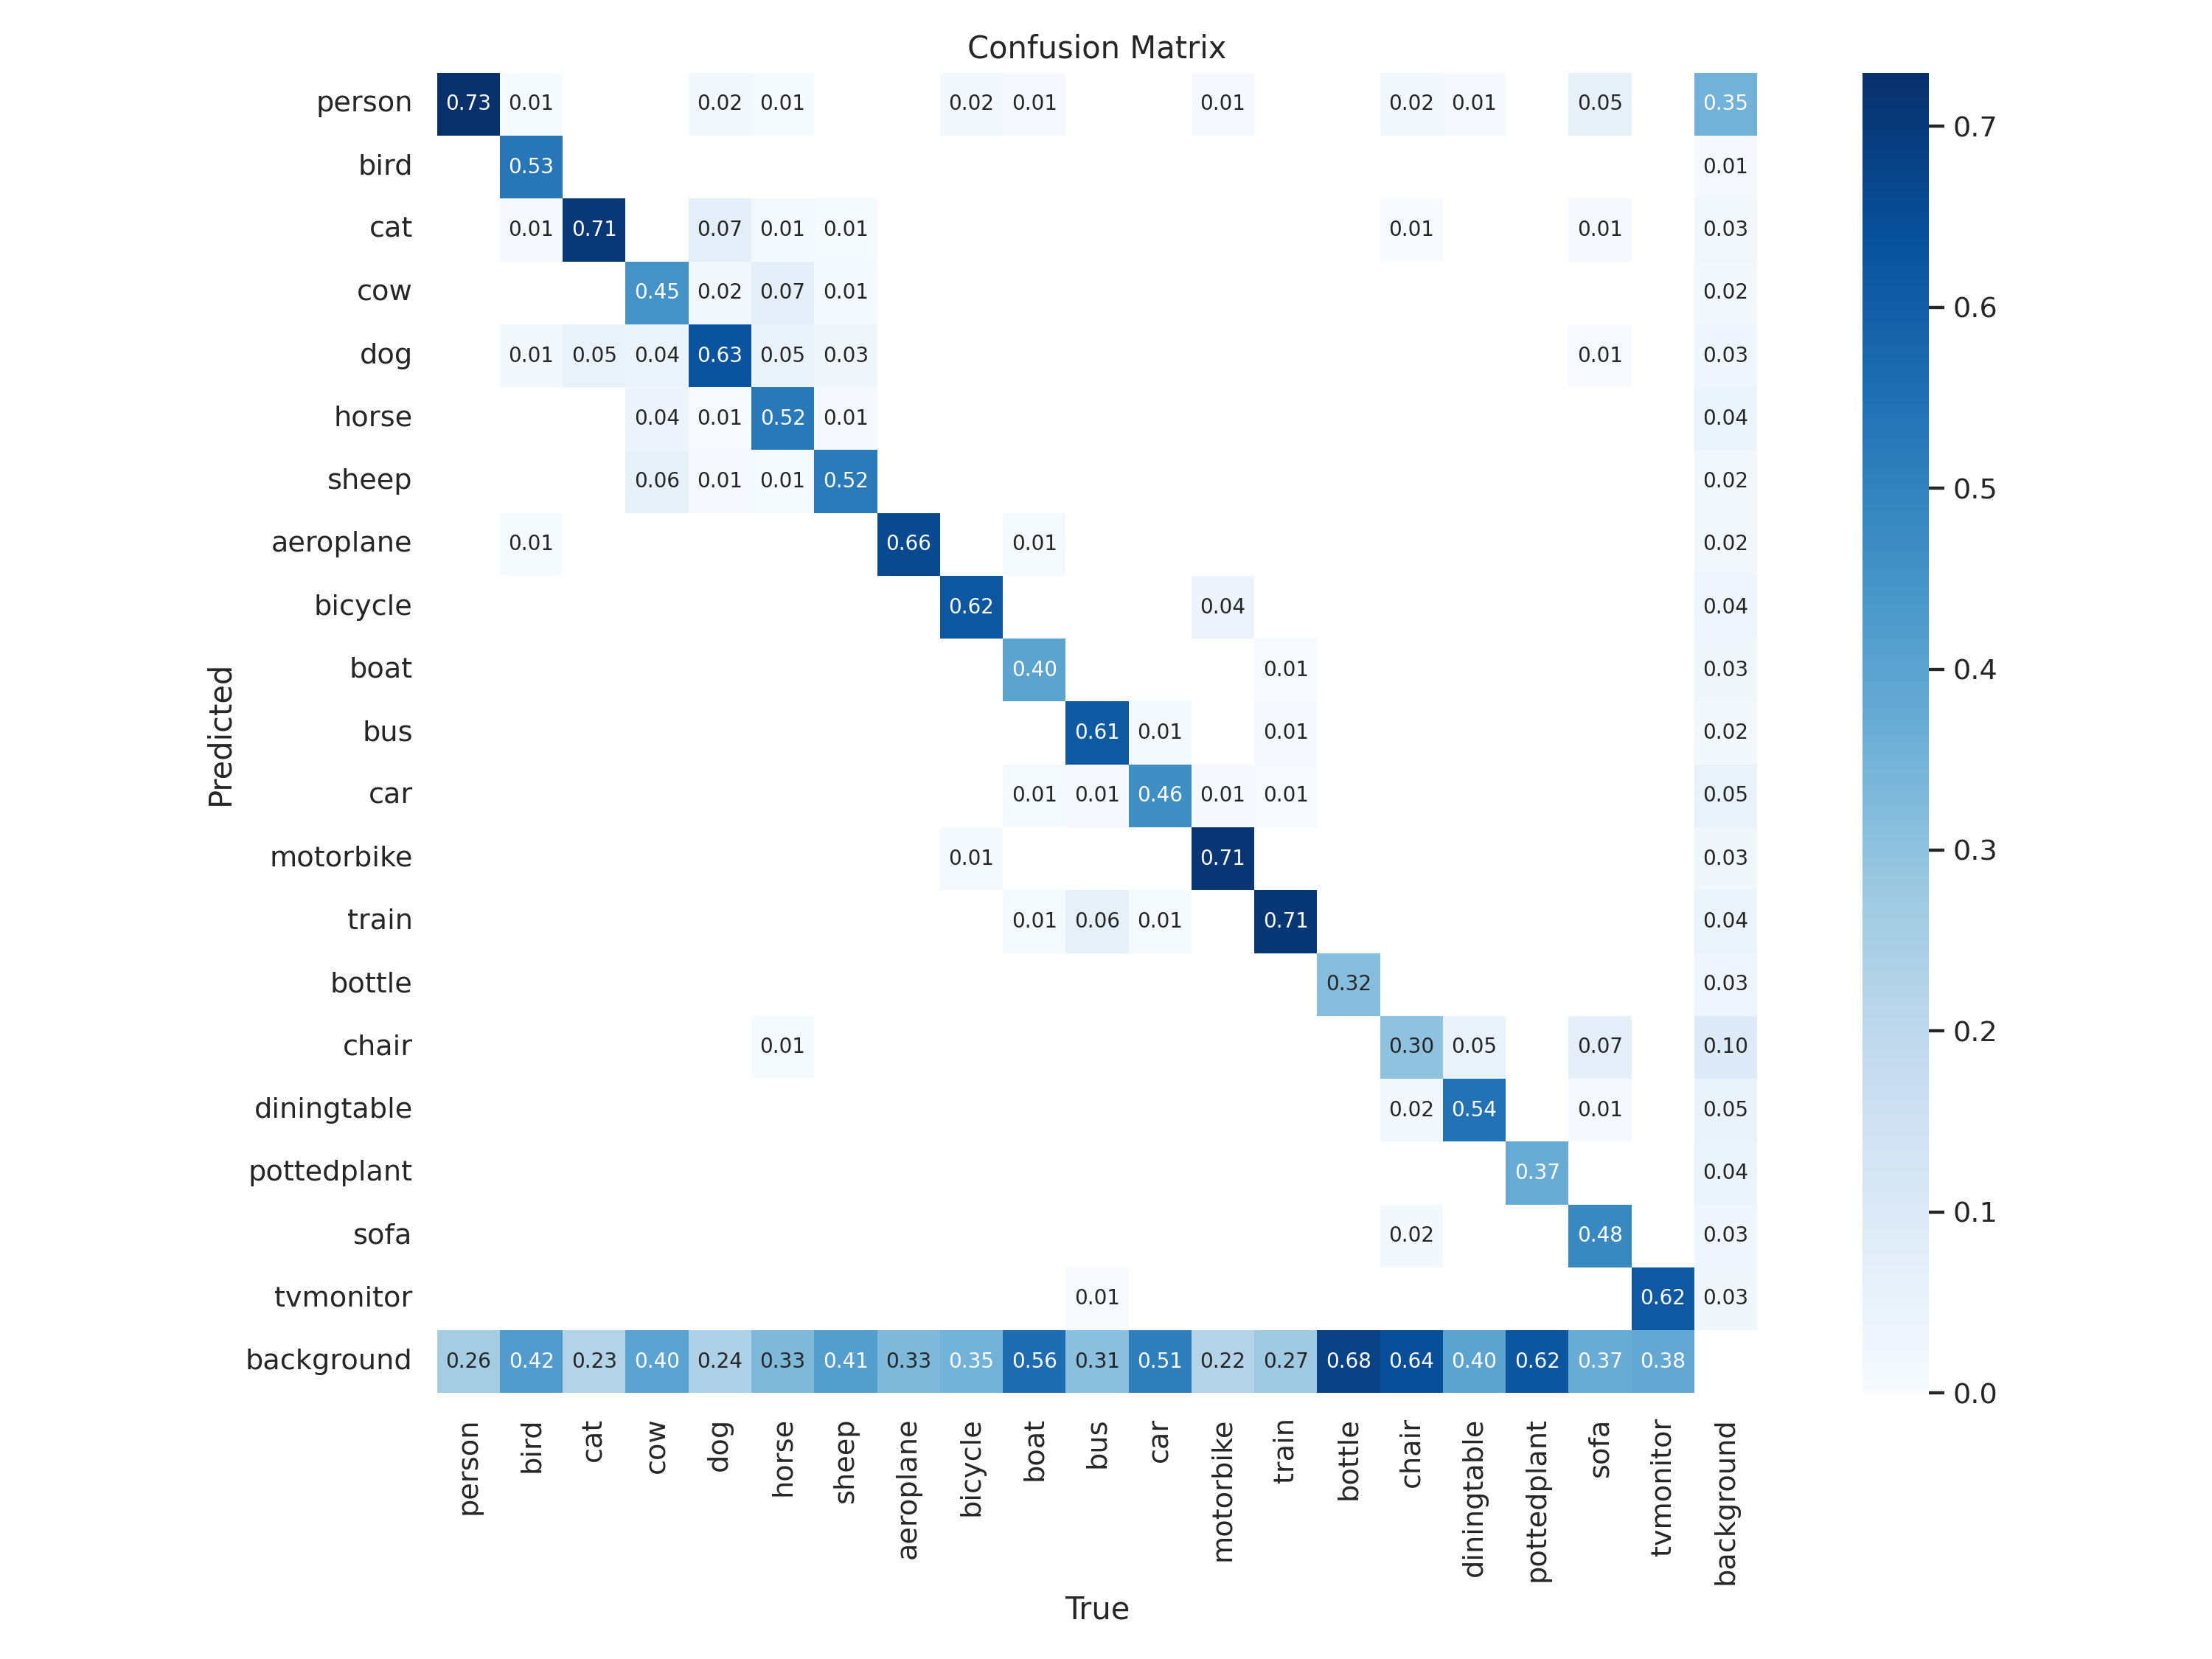 Confusion Matrix
person 0.73 0.01 0.02 0.01 0.02 0.01 0.01 0.02 0.01 0.05 0.35
bird 0.53 0.01
cat 0.01 0.71 0.07 0.01 0.01 0.01 0.01 0.03
cow 0.45 0.02 0.07 0.01 0.02
dog 0.01 0.05 0.04 0.63 0.05 0.03 0.01 0.03
horse 0.04 0.01 0.52 0.01 0.04
sheep 0.06 0.01 0.01 0.52 0.02
aeroplane 0.01 0.66 0.01 0.02
bicycle 0.62 0.04 0.04
boat 0.40 0.01 0.03
bus 0.61 0.01 0.01 0.02
car 0.01 0.01 0.46 0.01 0.01 0.05
motorbike 0.01 0.71 0.03
train 0.01 0.06 0.01 0.71 0.04
bottle 0.32 0.03
chair 0.01 0.30 0.05 0.07 0.10
diningtable 0.02 0.54 0.01 0.05
pottedplant 0.37 0.04
sofa 0.02 0.48 0.03
tvmonitor 0.01 0.62 0.03
background 0.26 0.42 0.23 0.40 0.24 0.33 0.41 0.33 0.35 0.56 0.31 0.51 0.22 0.27 0.68 0.64 0.40 0.62 0.37 0.38
Predicted
person bird cat cow dog horse sheep aeroplane bicycle boat bus car motorbike train bottle chair diningtable pottedplant sofa tvmonitor background
True
0.7
0.6
0.5
0.4
0.3
0.2
0.1
0.0